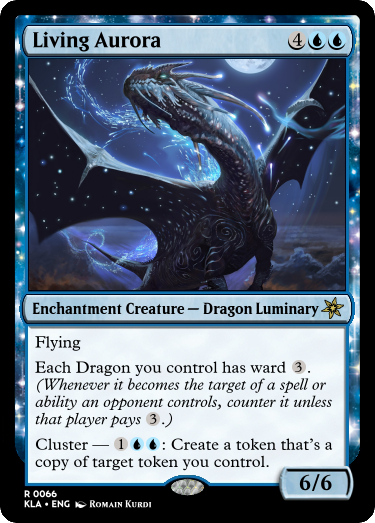 Living Aurora 4
Enchantment Creature — Dragon Luminary
Flying
Each Dragon you control has ward 3.
(Whenever it becomes the target of a spell or
ability an opponent controls, counter it unless
that player pays 3.)
Cluster — 1: Create a token that's a
copy of target token you control.
6/6
R 0066
KLA • ENG Romain Kurdi